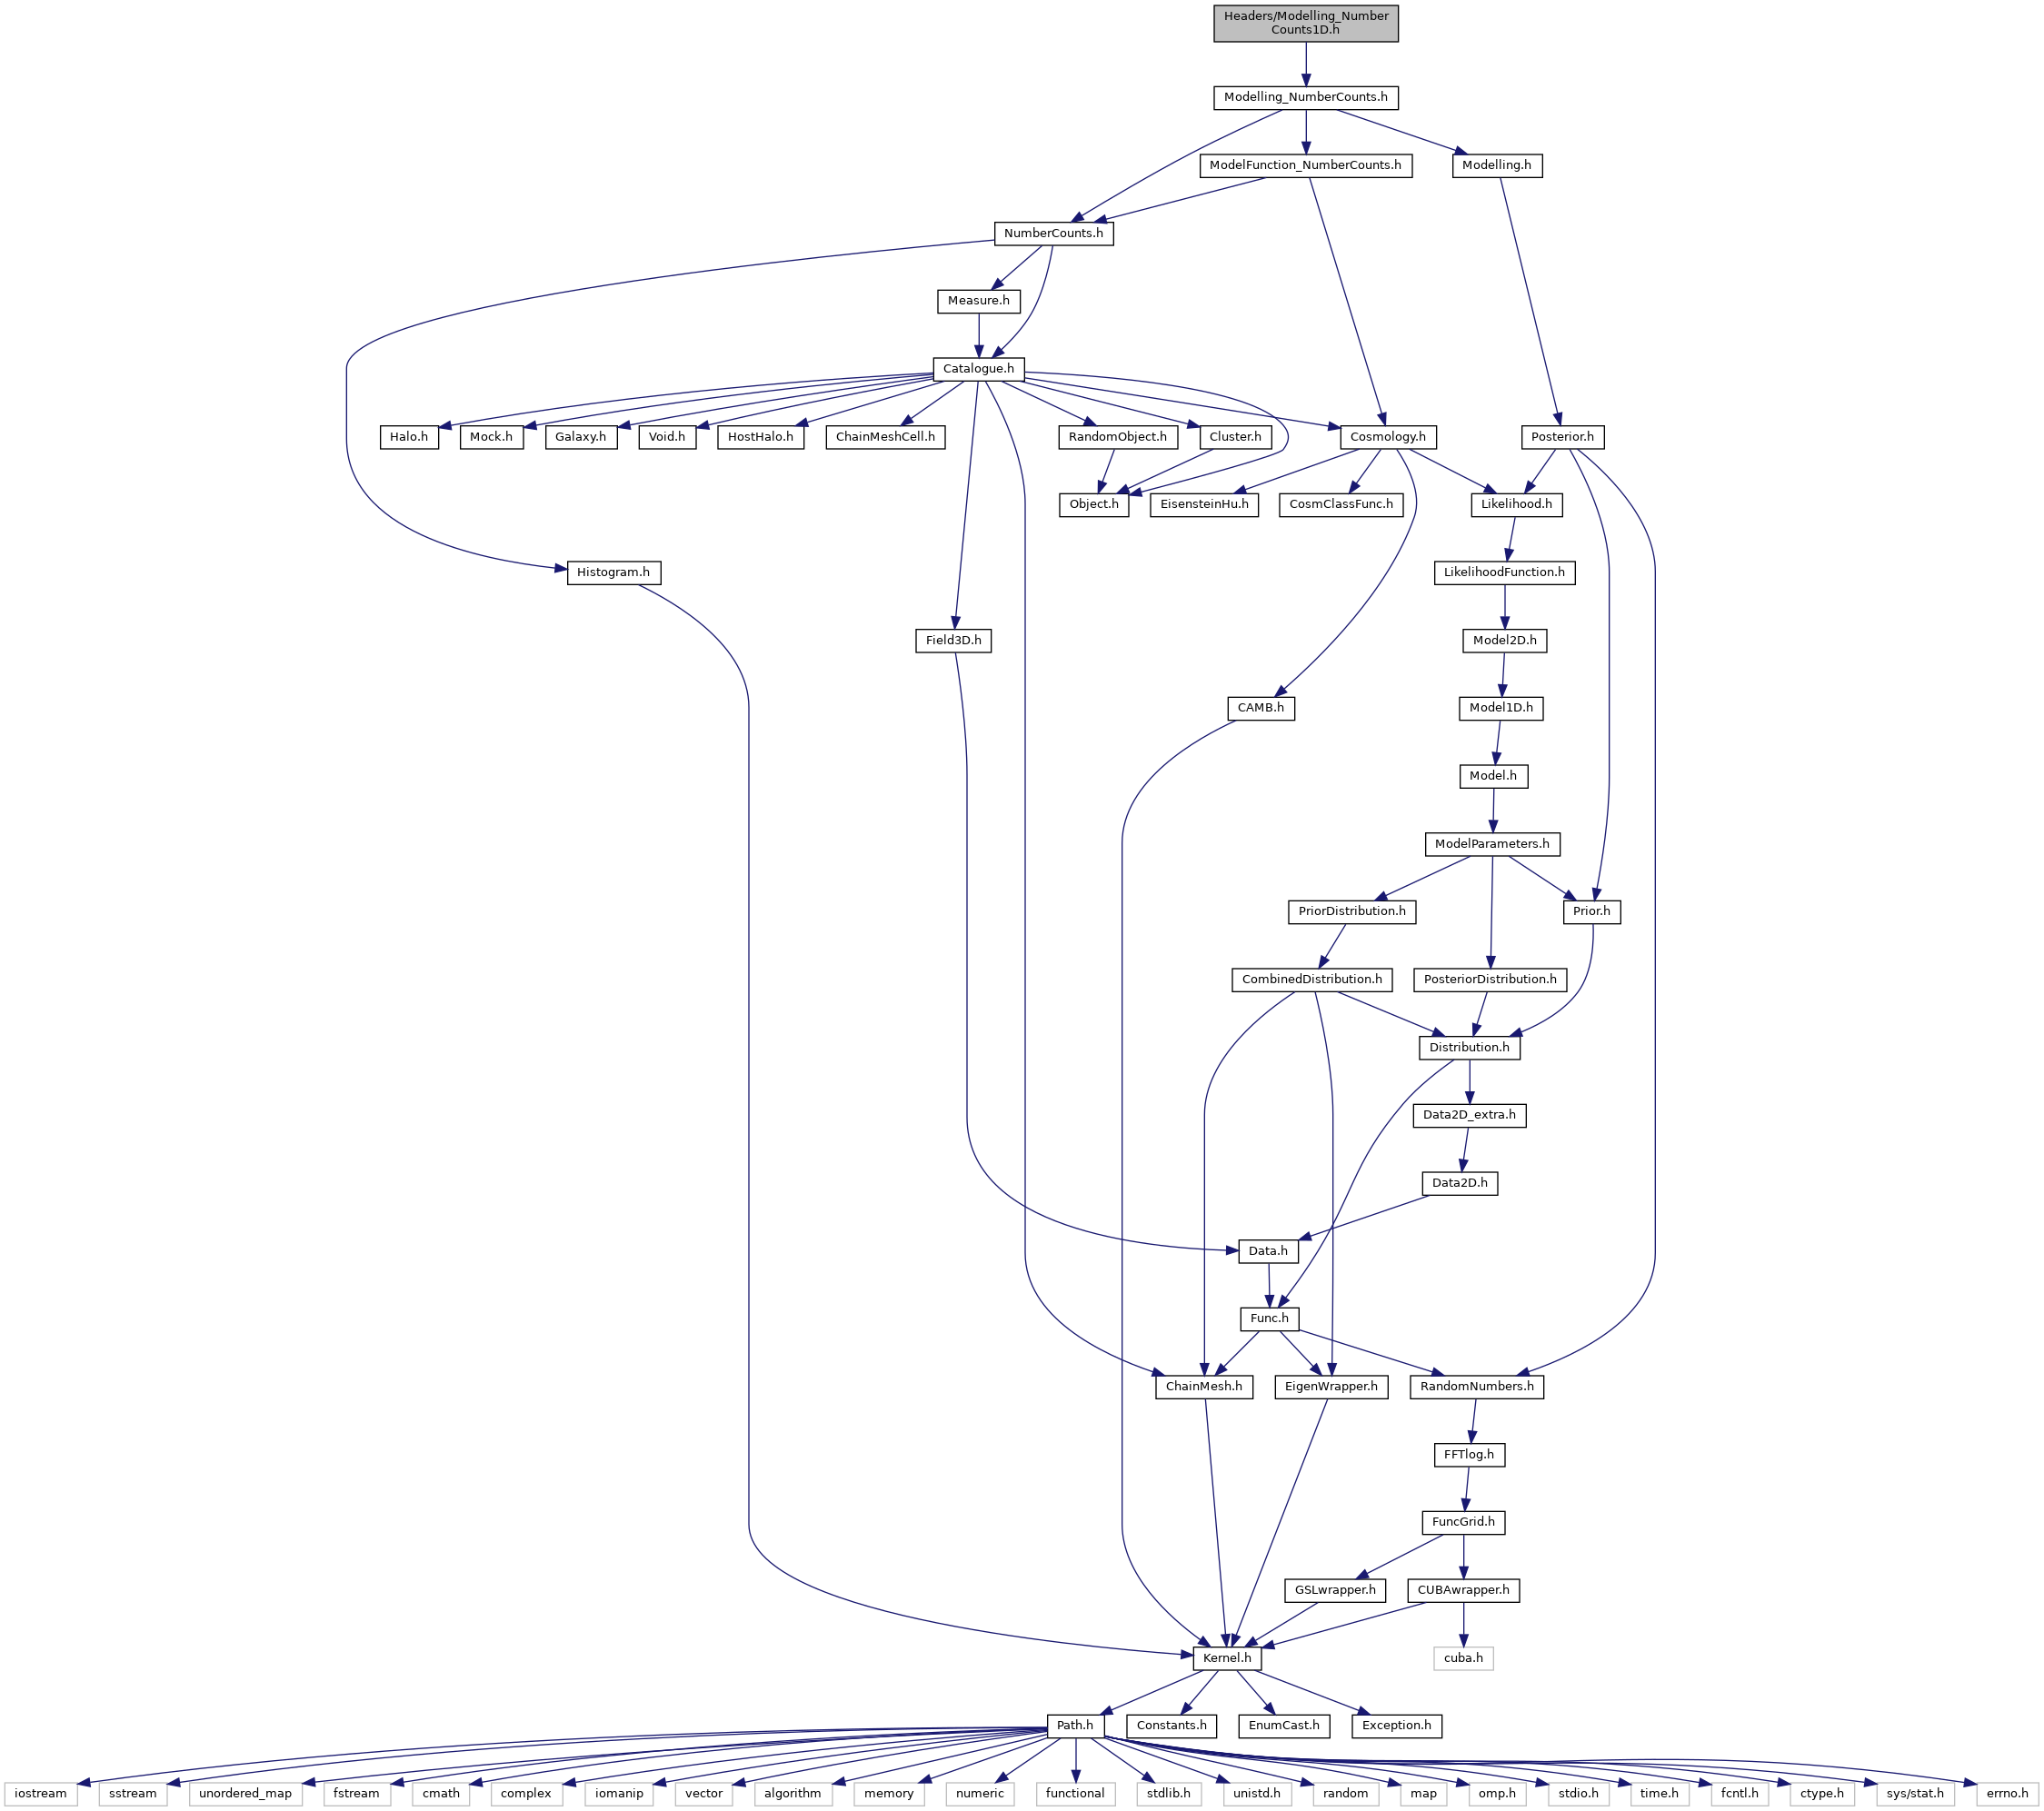 Headers/Modelling_Number
Counts1D.h
Modelling_NumberCounts.h
ModelFunction_NumberCounts.h
Modelling.h
NumberCounts.h
Measure.h
Catalogue.h
Halo.h
Mock.h
Galaxy.h
Void.h
HostHalo.h
ChainMeshCell.h
RandomObject.h
Cluster.h
Cosmology.h
Posterior.h
Object.h
EisensteinHu.h
CosmClassFunc.h
Likelihood.h
Histogram.h
LikelihoodFunction.h
Field3D.h
Model2D.h
CAMB.h
Model1D.h
Model.h
ModelParameters.h
PriorDistribution.h
Prior.h
CombinedDistribution.h
PosteriorDistribution.h
Distribution.h
Data2D_extra.h
Data2D.h
Data.h
Func.h
ChainMesh.h
EigenWrapper.h
RandomNumbers.h
FFTlog.h
FuncGrid.h
GSLwrapper.h
CUBAwrapper.h
Kernel.h
cuba.h
Path.h
Constants.h
EnumCast.h
Exception.h
iostream
sstream
unordered_map
fstream
cmath
complex
iomanip
vector
algorithm
memory
numeric
functional
stdlib.h
unistd.h
random
map
omp.h
stdio.h
time.h
fcntl.h
ctype.h
sys/stat.h
errno.h